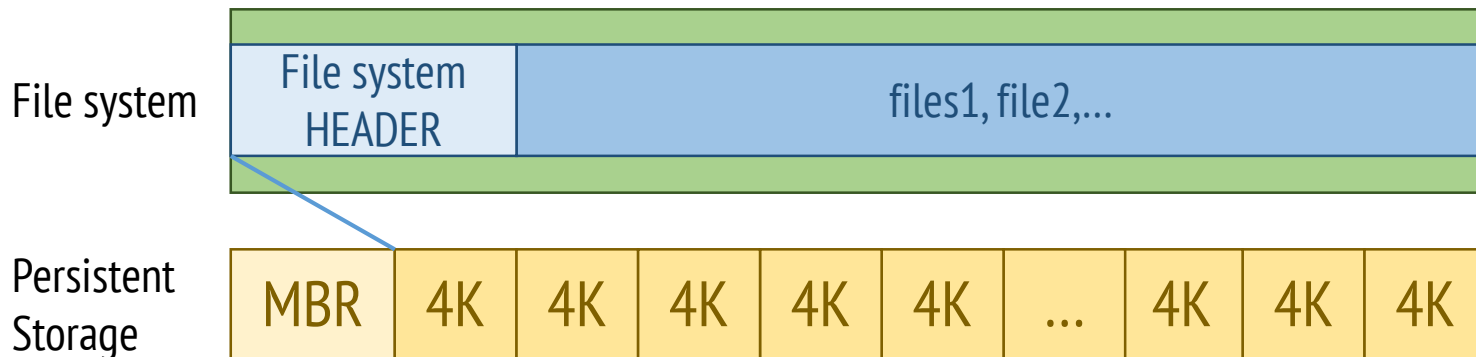 File system
File system
HEADER
files1, file2,...
Persistent
Storage
MBR 4K 4K 4K 4K 4K ... 4K 4K 4K